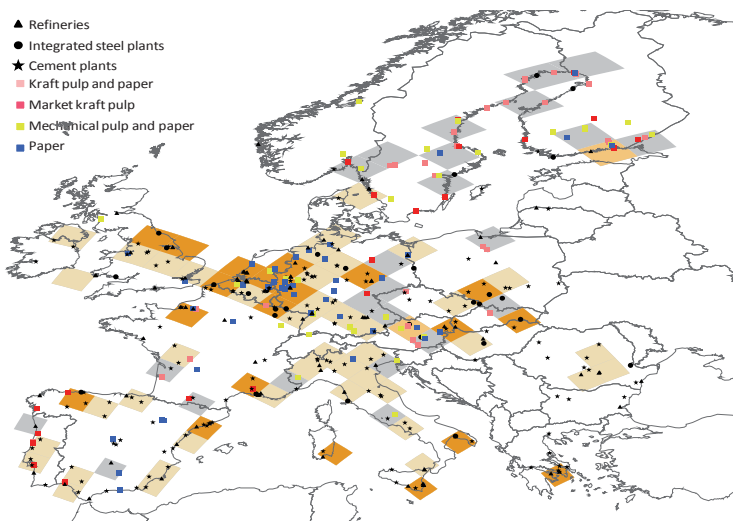 Refineries
Integrated steel plants
Cement plants
Kraft pulp and paper
Market kraft pulp
Mechanical pulp and paper
Paper